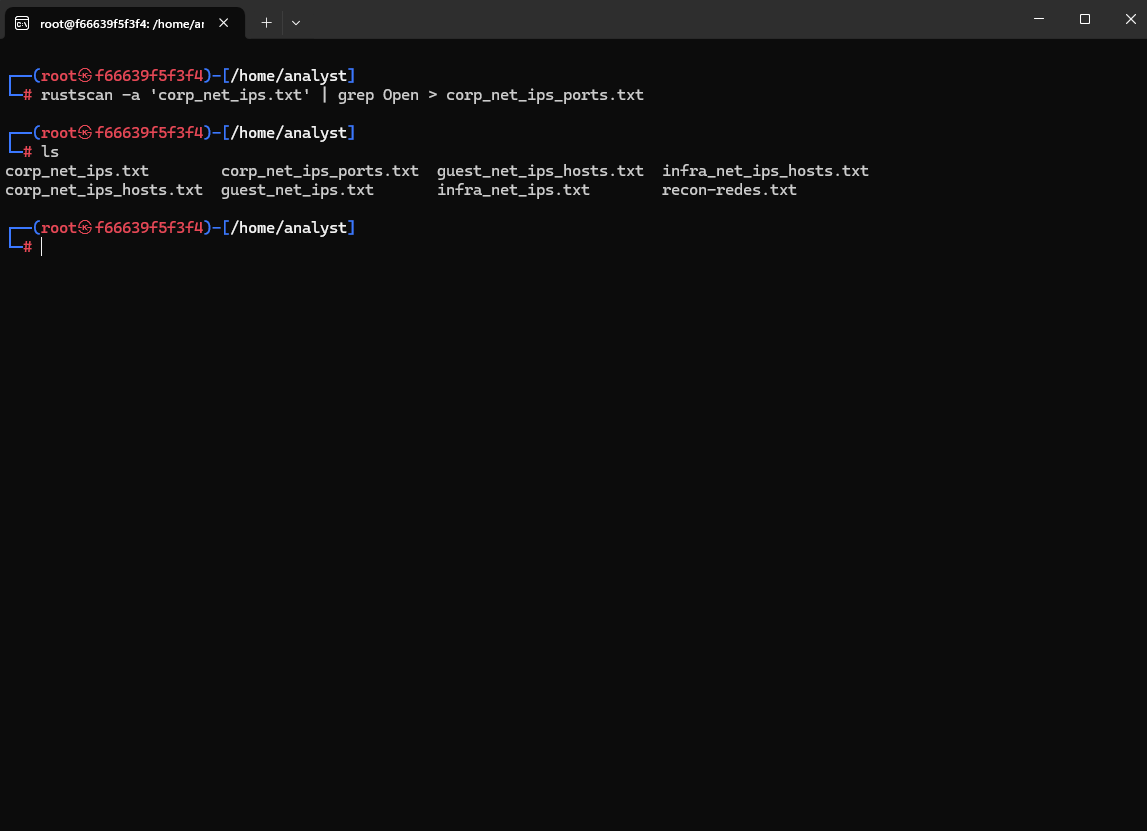 root@f66639f5f3f4: /home/ar
┌──(root㉿f66639f5f3f4)-[/home/analyst]
└─# rustscan -a 'corp_net_ips.txt' | grep Open > corp_net_ips_ports.txt
┌──(root㉿f66639f5f3f4)-[/home/analyst]
└─# ls
corp_net_ips.txt        corp_net_ips_ports.txt  guest_net_ips_hosts.txt  infra_net_ips_hosts.txt
corp_net_ips_hosts.txt  guest_net_ips.txt       infra_net_ips.txt        recon-redes.txt
┌──(root㉿f66639f5f3f4)-[/home/analyst]
└─#